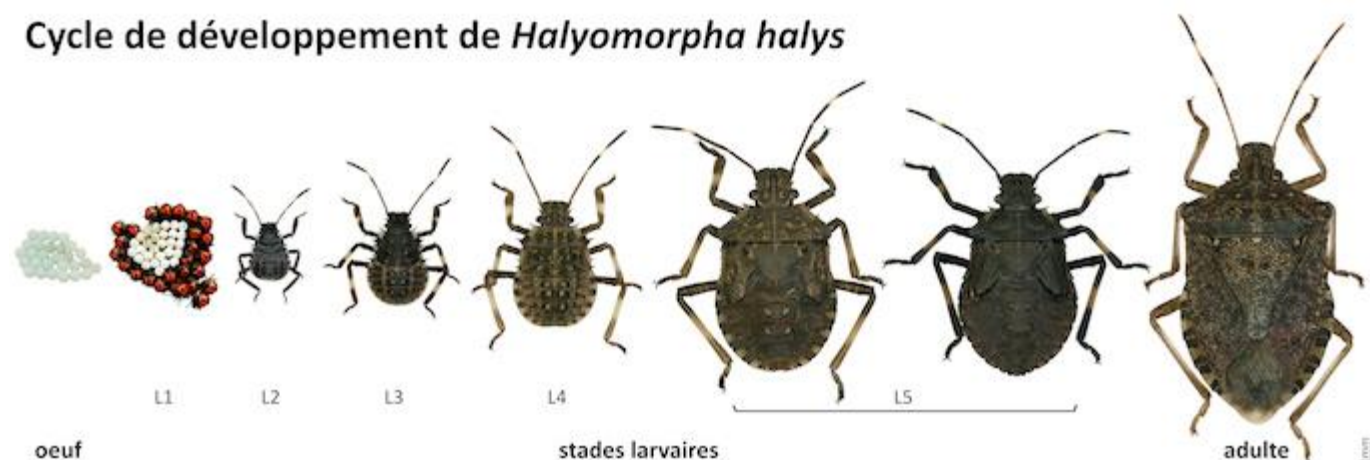 Cycle de développement de Halyomorpha halys
L1
L2
L3
L4
L5
oeuf
stades larvaires
adulte